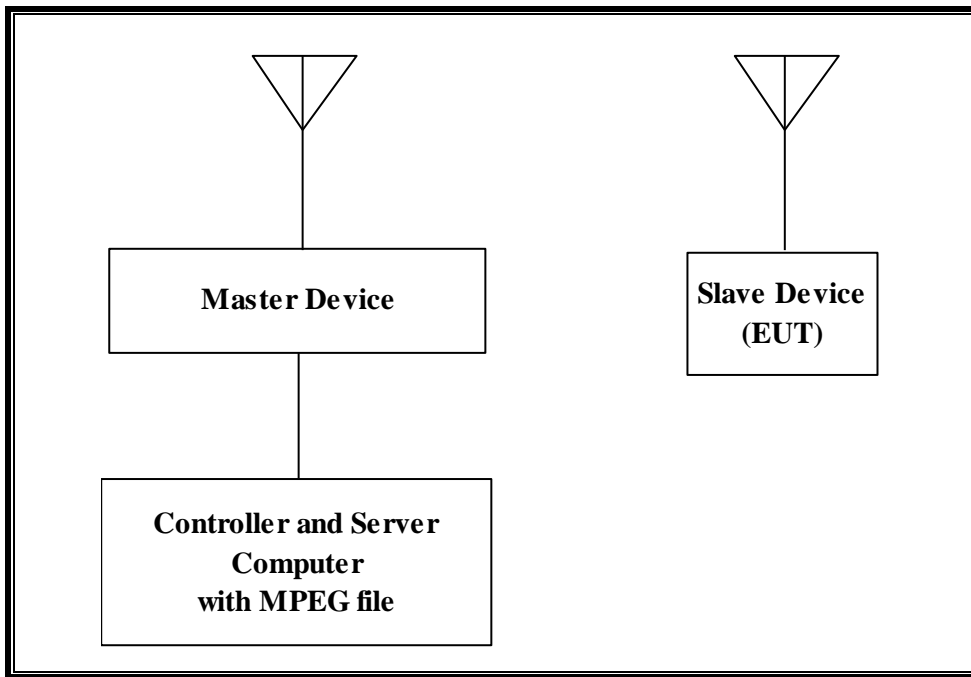 Master Device
Slave Device
(EUT)
Controller and Server
Computer
with MPEG file